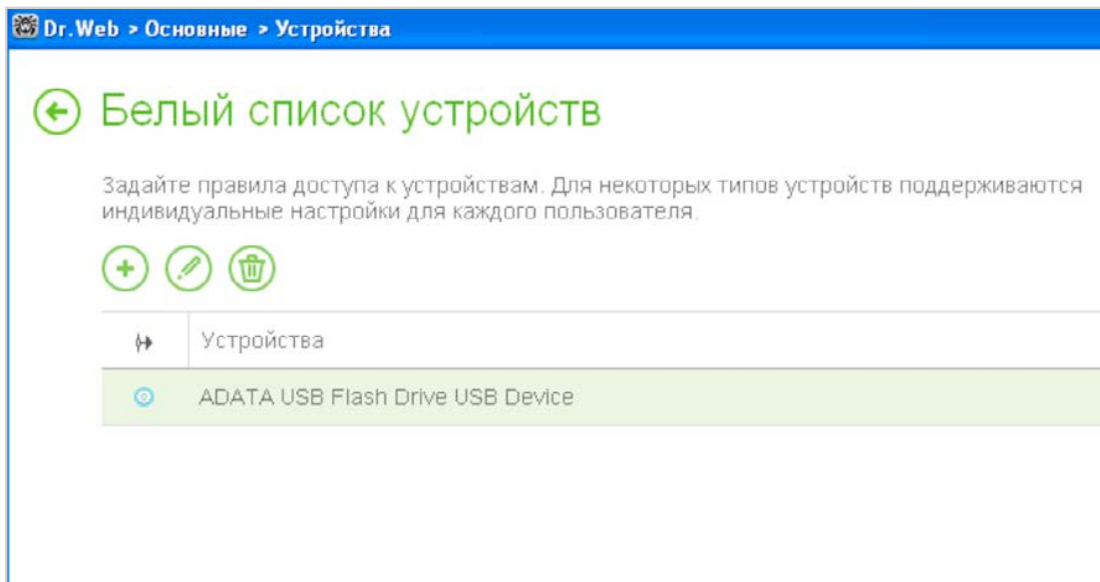 Dr.Web > Основные > Устройства
Белый список устройств
Задайте правила доступа к устройствам. Для некоторых типов устройств поддерживаются
индивидуальные настройки для каждого пользователя.
Устройства
ADATA USB Flash Drive USB Device